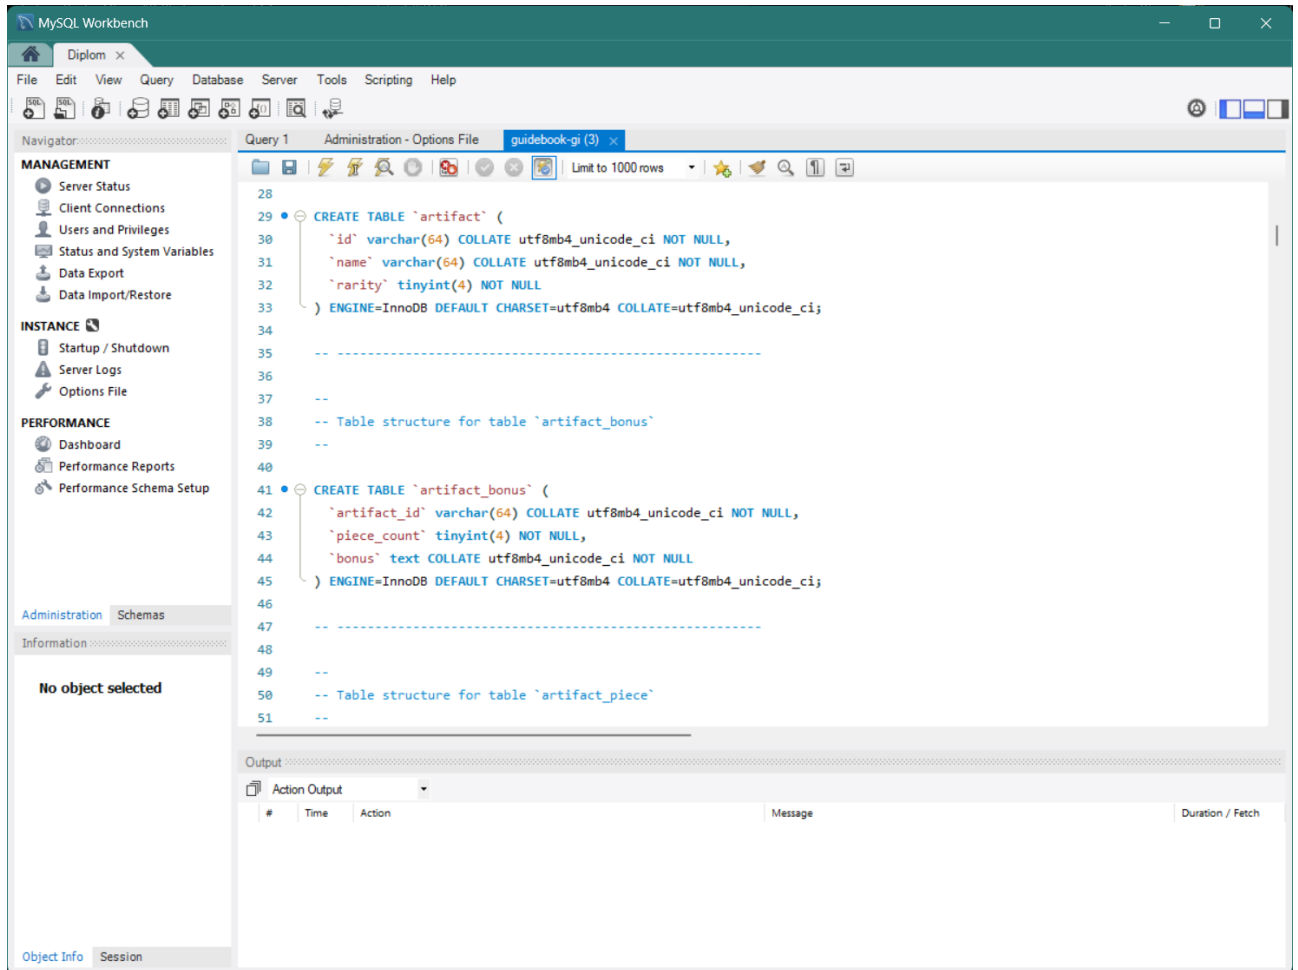 MySQL Workbench
Diplom
File Edit View Query Database Server Tools Scripting Help
Navigator
MANAGEMENT
Server Status
Client Connections
Users and Privileges
Status and System Variables
Data Export
Data Import/Restore
INSTANCE
Startup / Shutdown
Server Logs
Options File
PERFORMANCE
Dashboard
Performance Reports
Performance Schema Setup
Administration Schemas
Information
No object selected
Object Info Session
Query 1 Administration - Options File guidebook-gi (3)
Limit to 1000 rows
28
29 CREATE TABLE `artifact` (
30 `id` varchar(64) COLLATE utf8mb4_unicode_ci NOT NULL,
31 `name` varchar(64) COLLATE utf8mb4_unicode_ci NOT NULL,
32 `rarity` tinyint(4) NOT NULL
33 ) ENGINE=InnoDB DEFAULT CHARSET=utf8mb4 COLLATE=utf8mb4_unicode_ci;
34
35 -- --------------------------------------------------------
36
37 --
38 -- Table structure for table `artifact_bonus`
39 --
40
41 CREATE TABLE `artifact_bonus` (
42 `artifact_id` varchar(64) COLLATE utf8mb4_unicode_ci NOT NULL,
43 `piece_count` tinyint(4) NOT NULL,
44 `bonus` text COLLATE utf8mb4_unicode_ci NOT NULL
45 ) ENGINE=InnoDB DEFAULT CHARSET=utf8mb4 COLLATE=utf8mb4_unicode_ci;
46
47 -- --------------------------------------------------------
48
49 --
50 -- Table structure for table `artifact_piece`
51 --
Output
Action Output
# Time Action Message Duration / Fetch